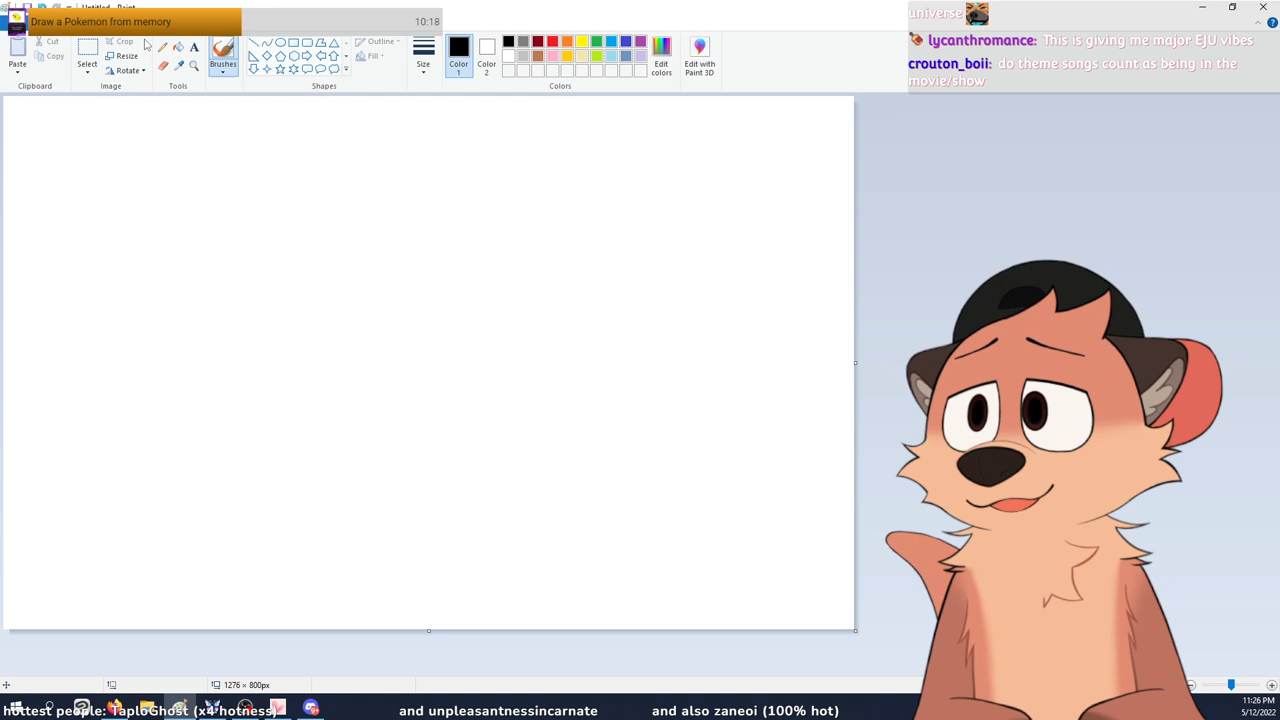 Untitled - Paint
Draw a Pokemon from memory
10:18
universe
lycanthromance: This is giving me major
crouton_boii: do theme songs count as being in the
movie/show
Paste
Cut
Copy
Clipboard
Select
Crop
Resize
Rotate
Image
A
Tools
Brushes
Outline
Fill
Shapes
Size
Color
1
Color
2
Edit
colors
Edit with
Paint 3D
Colors
1276 × 800px
hottest people: TaploGhost (x4 hotness)
and unpleasantnessincarnate
and also zaneoi (100% hot)
11:26 PM
5/12/2022